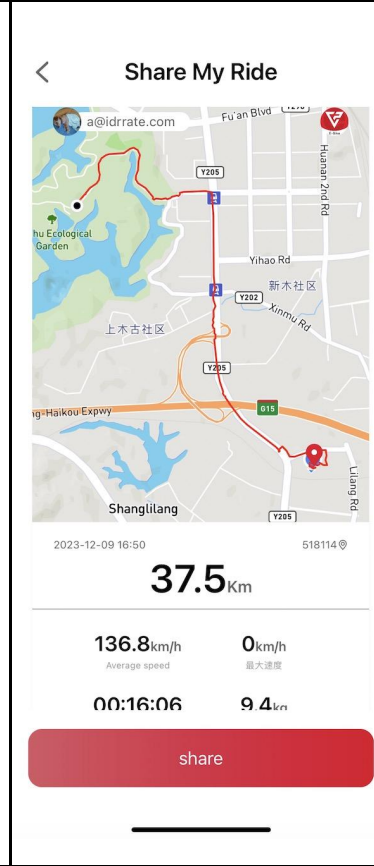 Share My Ride
a@idrrate.com
Fu'an Blvd
Y205
Huanan 2nd Rd
hu Ecological
Garden
Yihao Rd
新木社区
Y202
Xinmu Rd
上木古社区
Y205
G15
ng-Haikou Expwy
Lilang Rd
Shanglilang
Y205
2023-12-09 16:50
518114
37.5Km
136.8km/h
0km/h
Average speed
最大速度
00:16:06
9.4kg
share